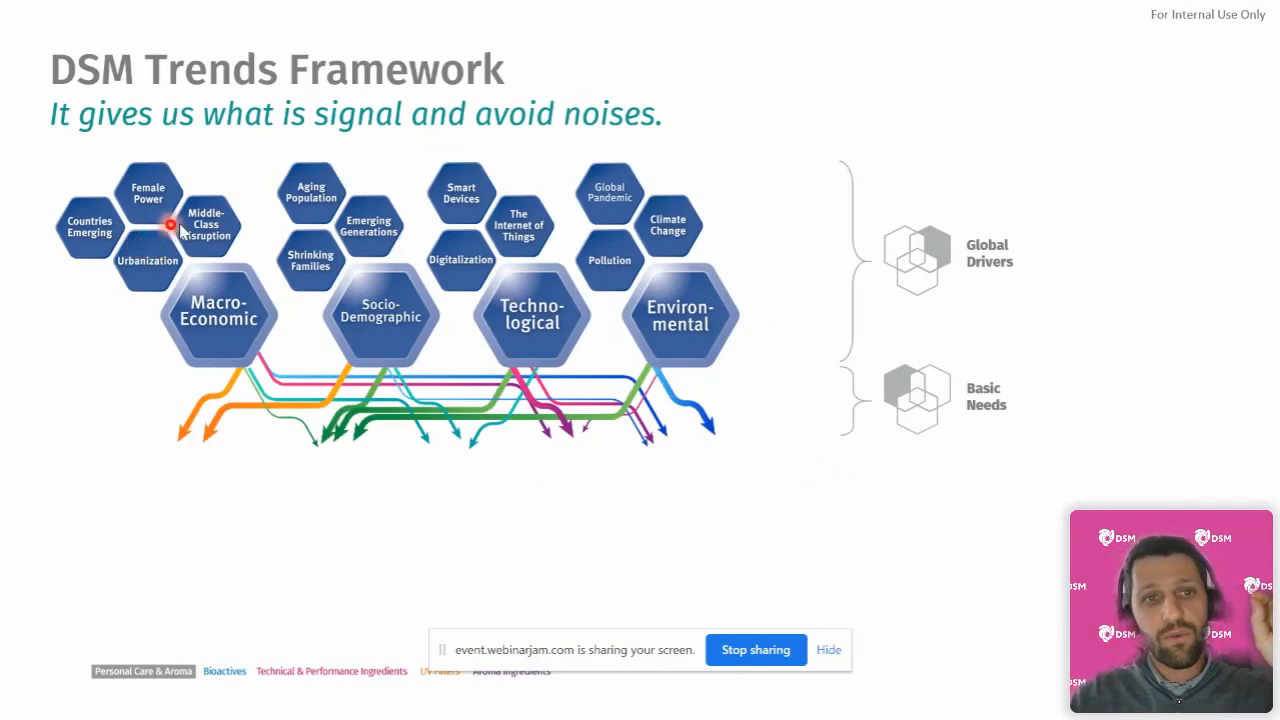 For Internal Use Only
DSM Trends Framework
It gives us what is signal and avoid noises.
Countries
Emerging
Female
Power
Middle-
Class
Disruption
Urbanization
Macro-
Economic
Aging
Population
Emerging
Generations
Shrinking
Families
Socio-
Demographic
Smart
Devices
The
Internet of
Things
Digitalization
Techno-
logical
Global
Pandemic
Climate
Change
Pollution
Environ-
mental
Global
Drivers
Basic
Needs
DSM DSM
DSM DS
DSM DSM
event.webinarjam.com is sharing your screen. Stop sharing Hide
Personal Care & Aroma Bioactives Technical & Performance Ingredients UV Filters Aroma Ingredients